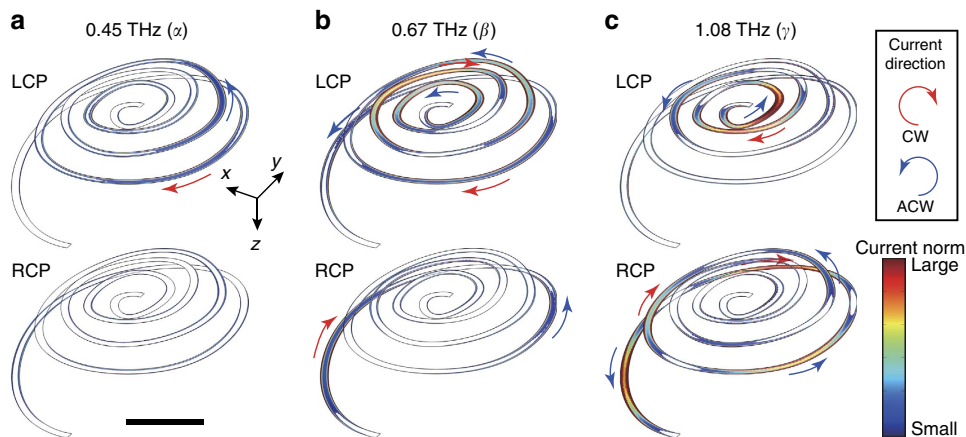 a 0.45 THz (α)
b 0.67 THz (β)
c 1.08 THz (γ)
LCP
LCP
LCP
x
y
z
RCP
RCP
RCP
Current
direction
CW
ACW
Current norm
Large
Small